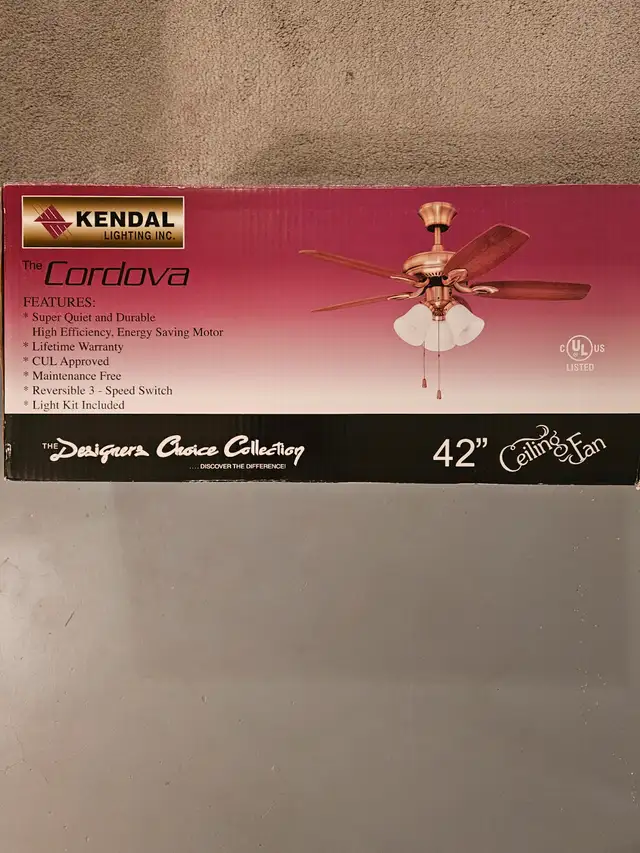 KENDAL
LIGHTING INC.
The Cordova
FEATURES:
* Super Quiet and Durable
High Efficiency, Energy Saving Motor
* Lifetime Warranty
* CUL Approved
* Maintenance Free
* Reversible 3 - Speed Switch
* Light Kit Included
C UL US
LISTED
THE Designers Choice Collection
....DISCOVER THE DIFFERENCE!
42” Ceiling Fan